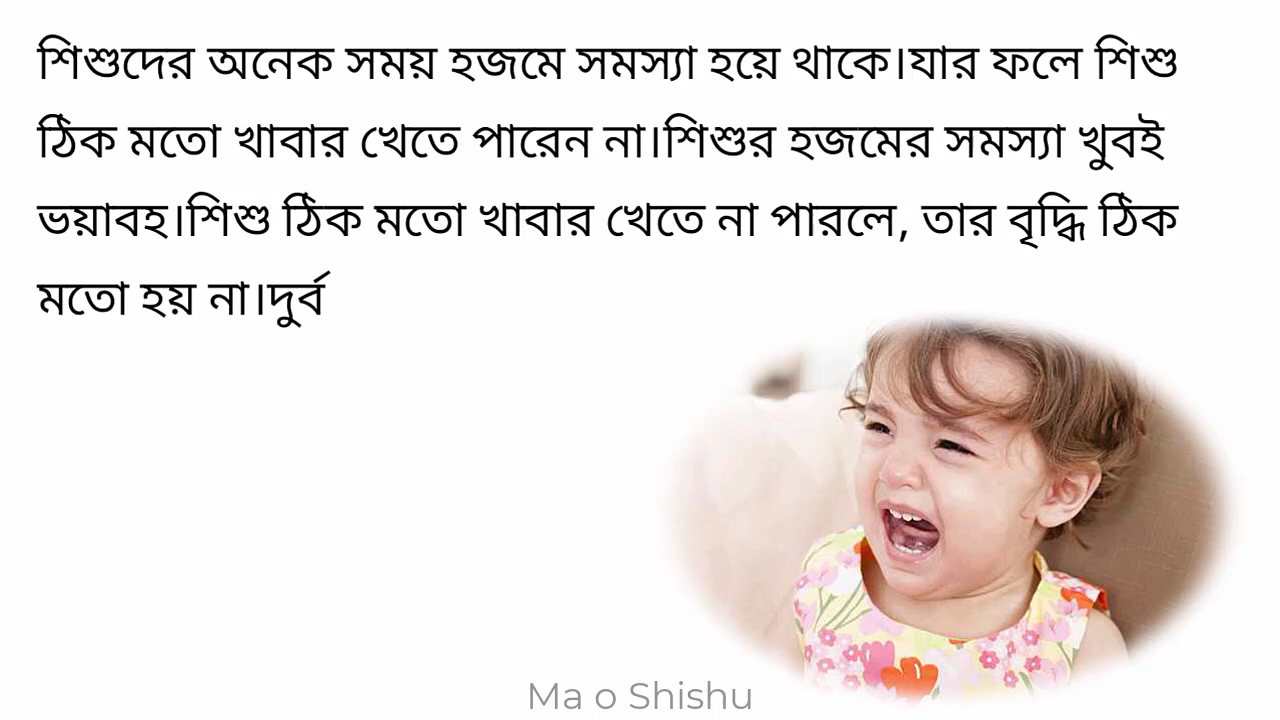 শিশুদের অনেক সময় হজমে সমস্যা হয়ে থাকে।যার ফলে শিশু
ঠিক মতো খাবার খেতে পারেন না।শিশুর হজমের সমস্যা খুবই
ভয়াবহ।শিশু ঠিক মতো খাবার খেতে না পারলে, তার বৃদ্ধি ঠিক
মতো হয় না।দুর্ব
Ma o Shishu